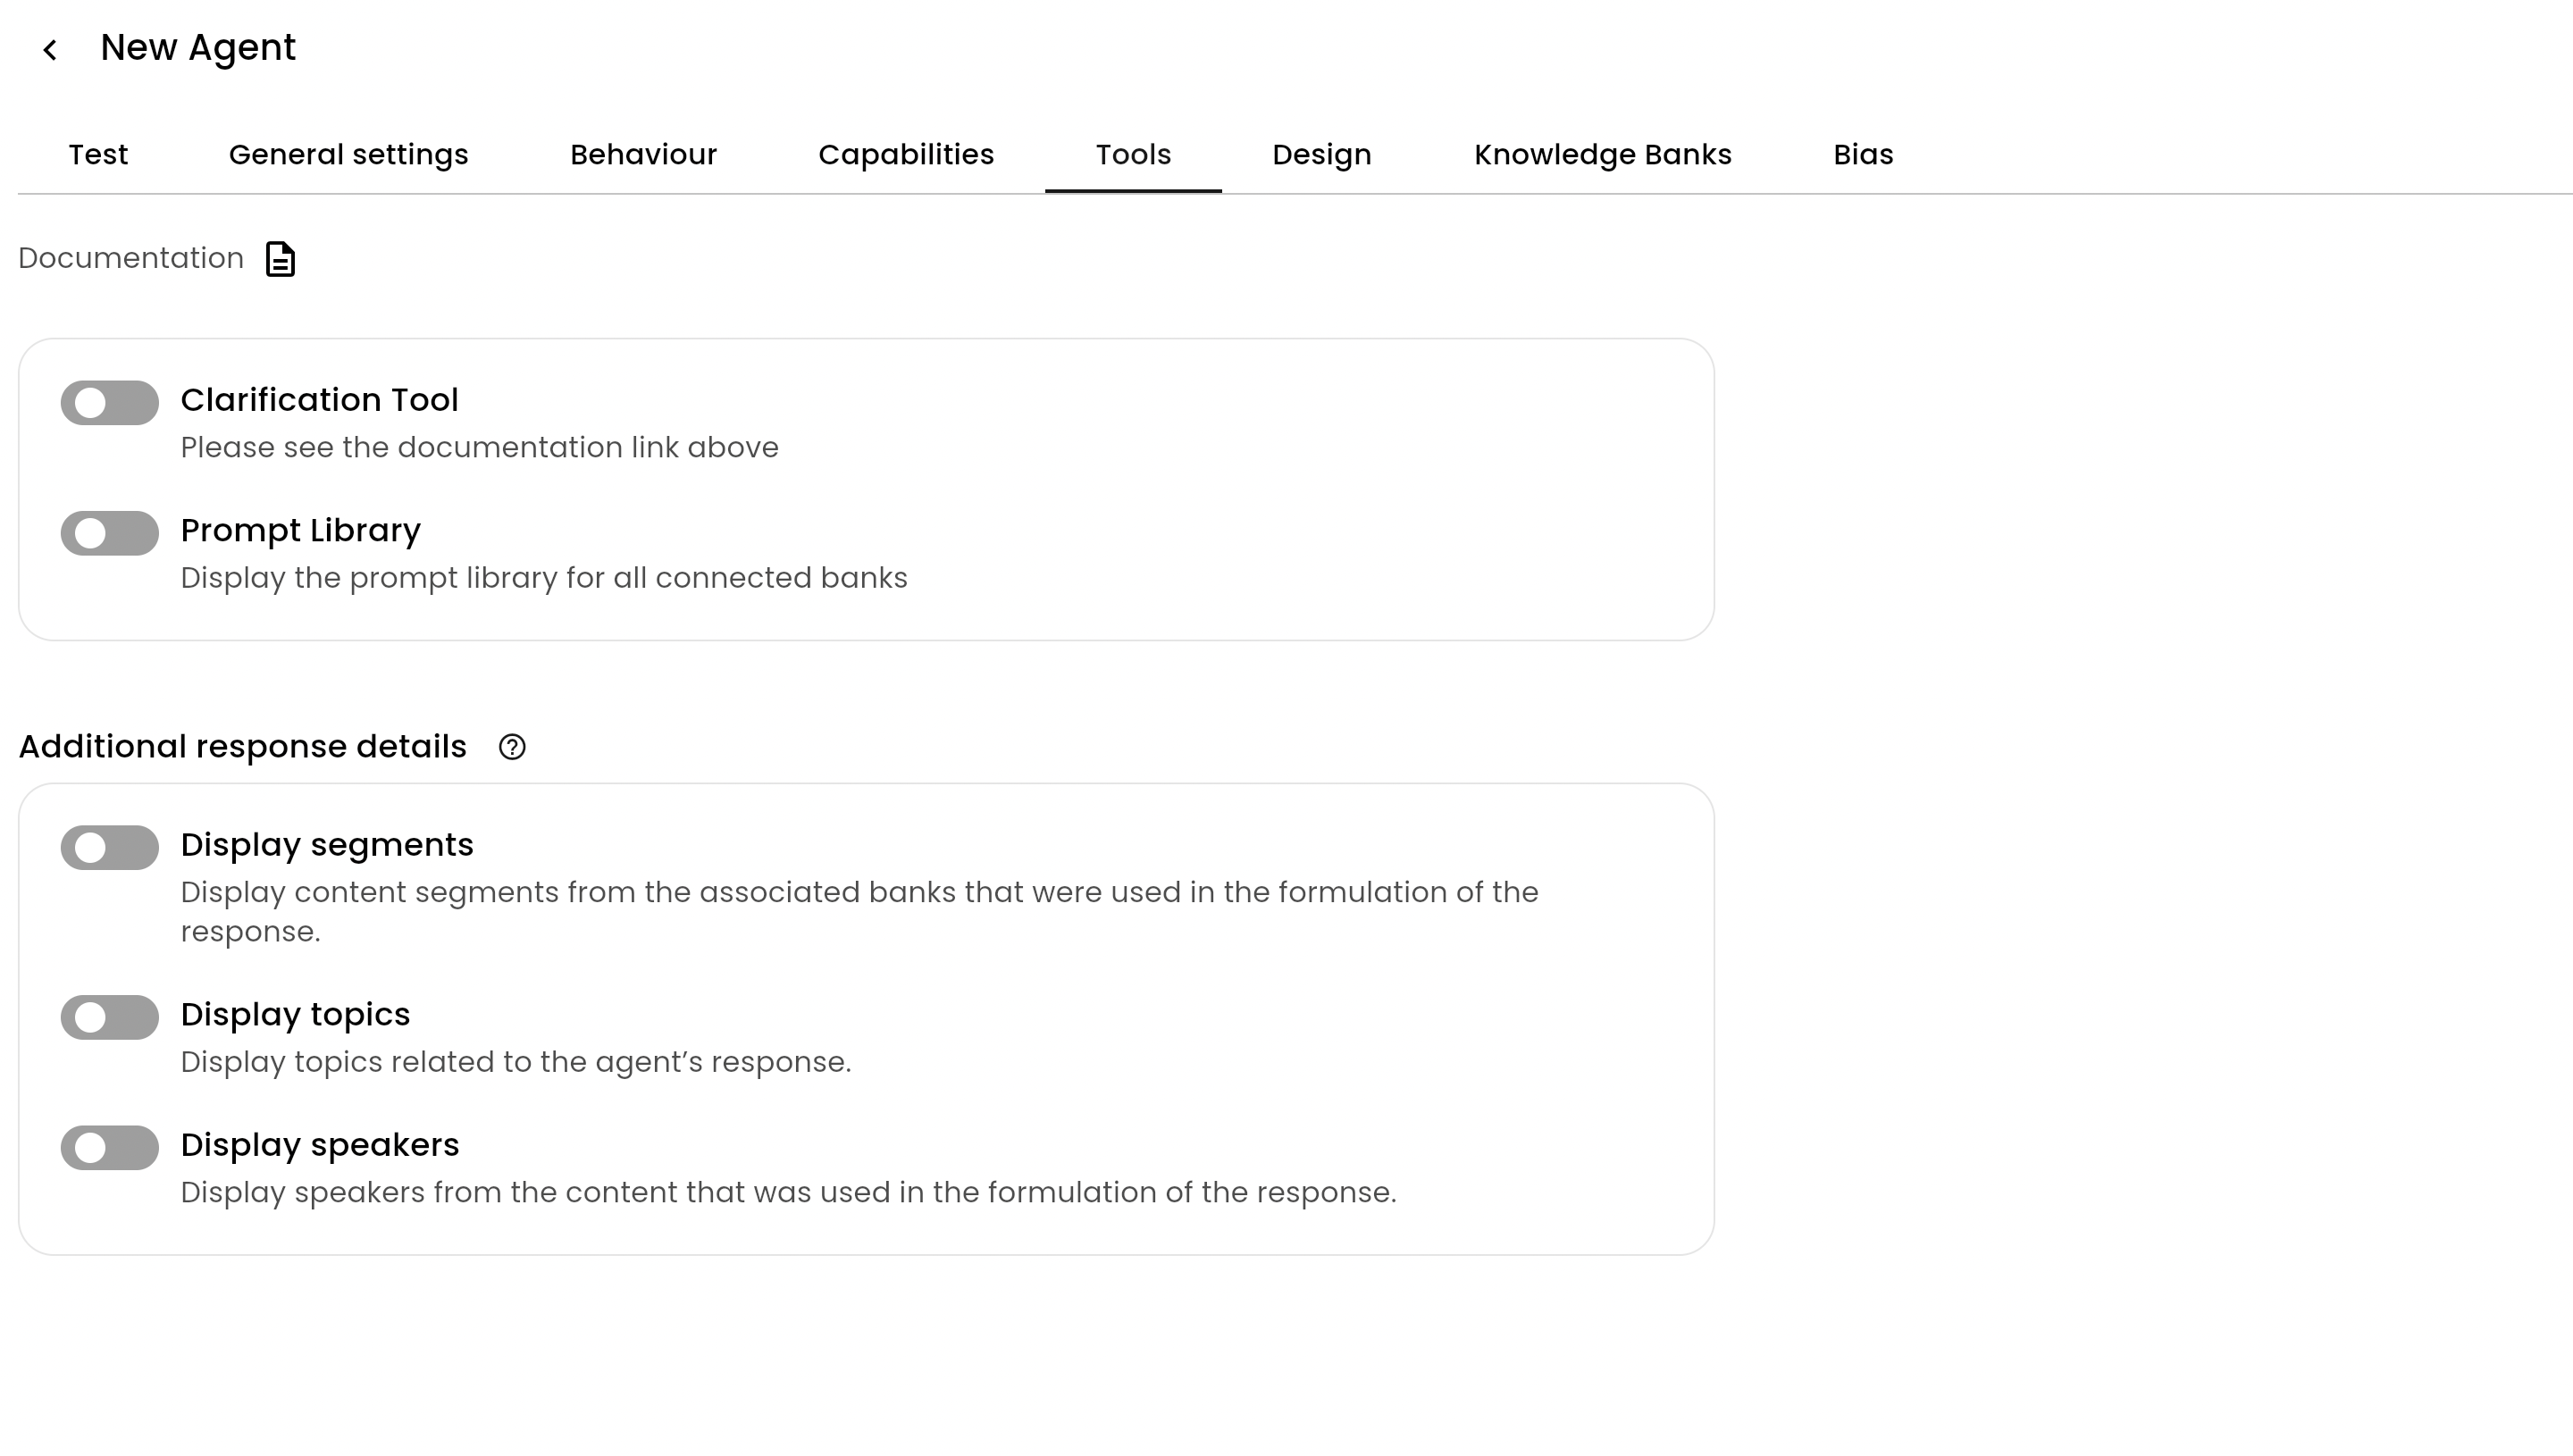 New Agent
Test General settings Behaviour Capabilities Tools Design Knowledge Banks Bias
Documentation
Clarification Tool
Please see the documentation link above
Prompt Library
Display the prompt library for all connected banks
Additional response details
Display segments
Display content segments from the associated banks that were used in the formulation of the
response.
Display topics
Display topics related to the agent’s response.
Display speakers
Display speakers from the content that was used in the formulation of the response.